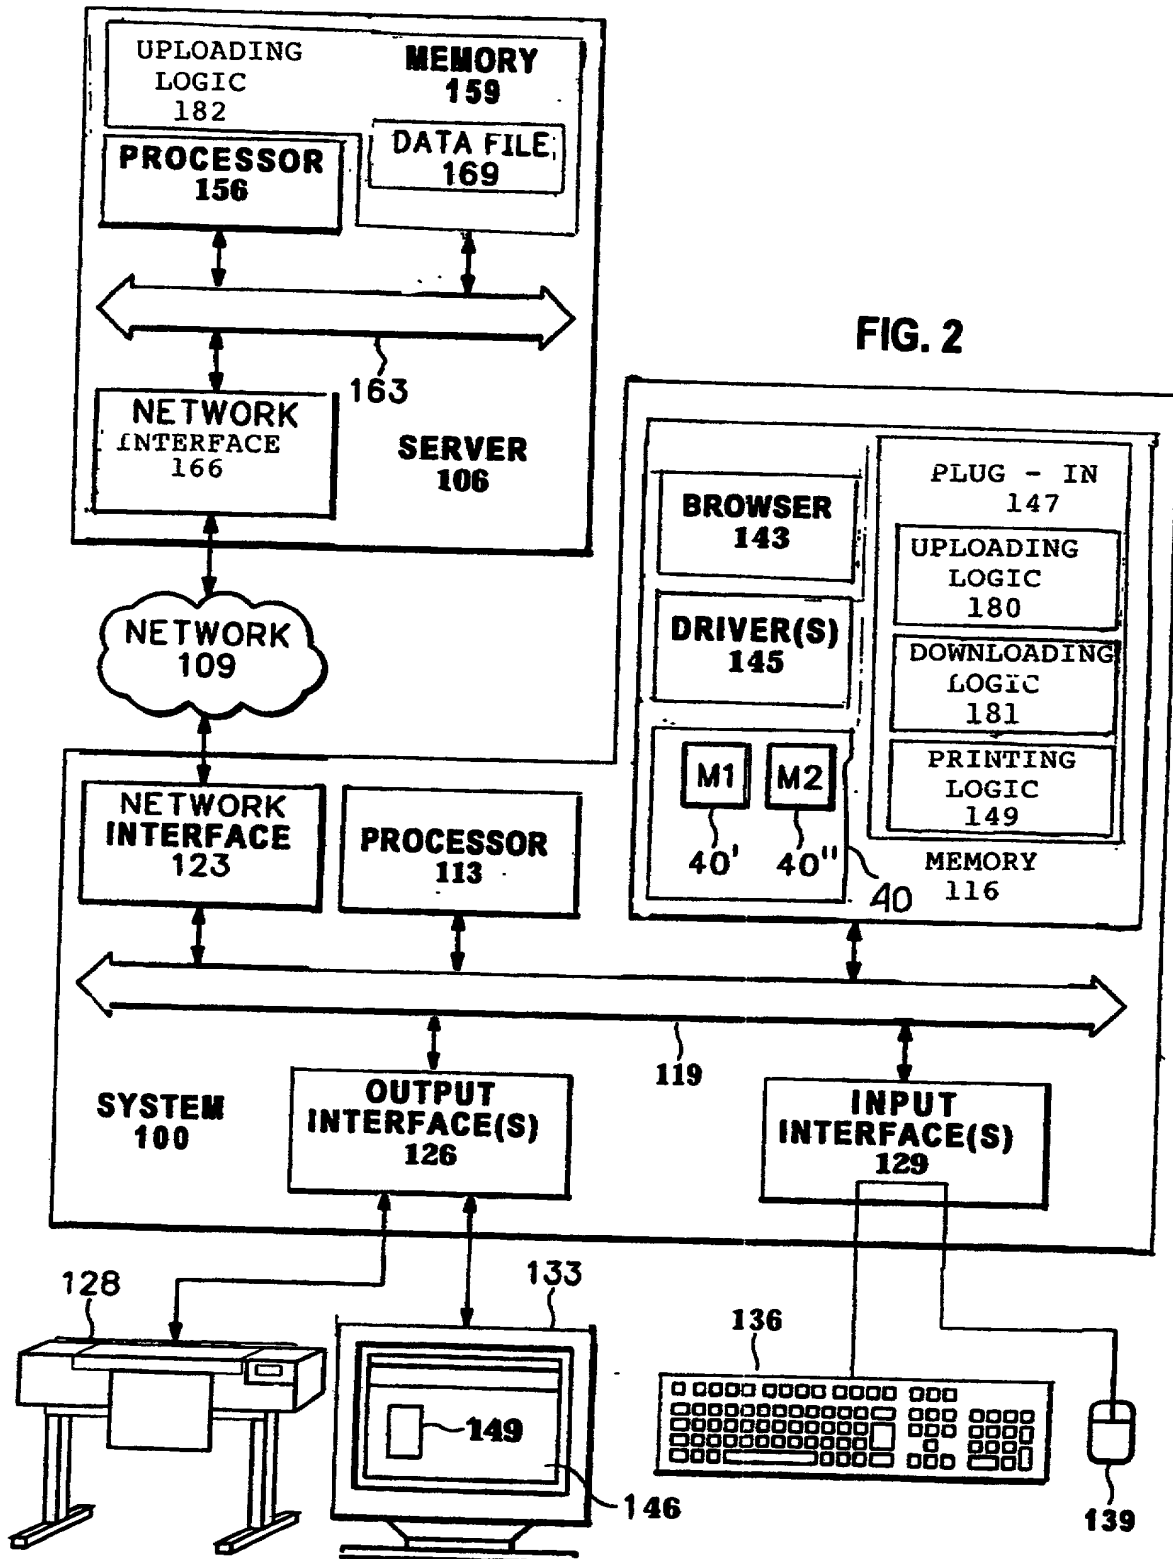 UPLOADING
LOGIC
182
MEMORY
159
DATA FILE
169
PROCESSOR
156
163
NETWORK
INTERFACE
166
SERVER
106
FIG. 2
NETWORK
109
BROWSER
143
DRIVER(S)
145
M1
M2
40'
40"
40
PLUG - IN
147
UPLOADING
LOGIC
180
DOWNLOADING
LOGIC
181
PRINTING
LOGIC
149
MEMORY
116
NETWORK
INTERFACE
123
PROCESSOR
113
119
SYSTEM
100
OUTPUT
INTERFACE(S)
126
INPUT
INTERFACE(S)
129
128
133
149
146
136
139